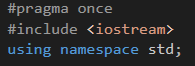 #pragma once
#include <iostream>
using namespace std;